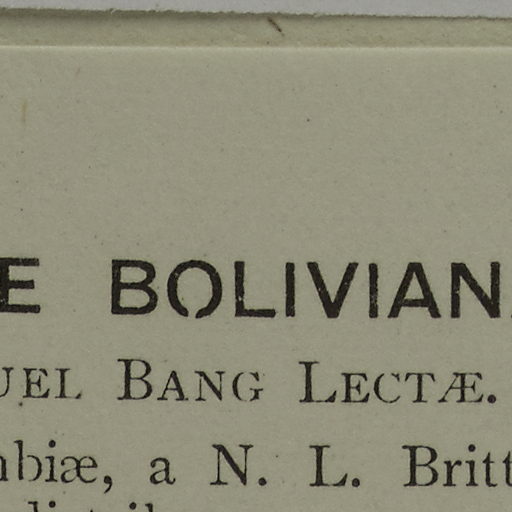 Æ BOLIVIAN
UEL BANG LECTÆ.
mbiæ, a N. L. Britt